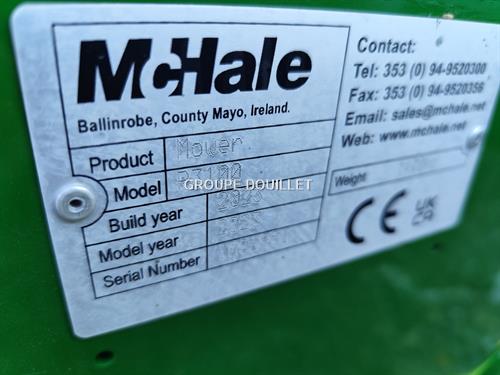 McHale
Ballinrobe, County Mayo, Ireland.
Contact:
Tel: 353 (0) 94-9520300
Fax: 353 (0) 94-9520356
Email: sales@mchale.net
Web: www.mchale.net
Product Mower
Model R3100
GROUPE DOUILLET
Build year
Model year
Serial Number
Weight
CE UK
CA